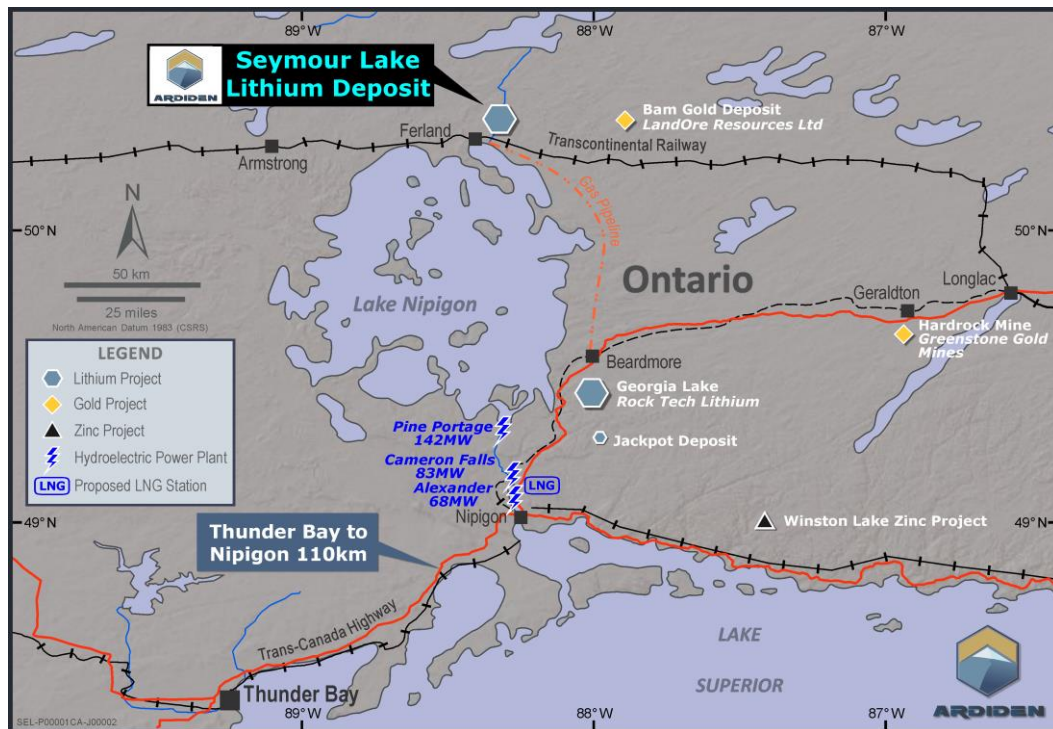 89°W
88°W
87°W
ARDIDEN
Seymour Lake
Lithium Deposit
Bam Gold Deposit
LandOre Resources Ltd
Ferland
Transcontinental Railway
Armstrong
N
Gas Pipeline
50°N
50°N
50 km
25 miles
North American Datum 1983 (CSRS)
Ontario
Lake Nipigon
Longlac
Geraldton
Hardrock Mine
Greenstone Gold
Mines
LEGEND
Lithium Project
Gold Project
Zinc Project
Hydroelectric Power Plant
LNG Proposed LNG Station
Beardmore
Georgia Lake
Rock Tech Lithium
Jackpot Deposit
Pine Portage
142MW
Cameron Falls
83MW
Alexander
68MW
LNG
Nipigon
49°N
49°N
Winston Lake Zinc Project
Thunder Bay to
Nipigon 110km
Trans-Canada Highway
LAKE
SUPERIOR
Thunder Bay
ARDIDEN
SEL-P00001CA-J00002
89°W
88°W
87°W